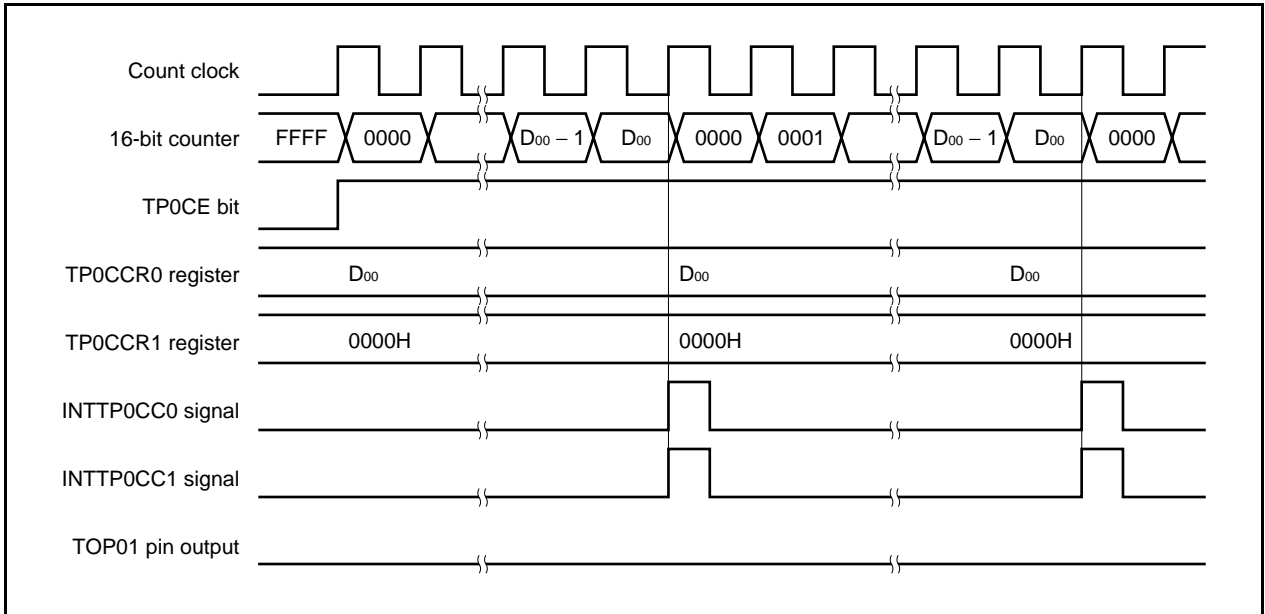 Count clock
16-bit counter FFFF 0000 D00 − 1 D00 0000 0001 D00 − 1 D00 0000
TP0CE bit
TP0CCR0 register D00 D00 D00
TP0CCR1 register 0000H 0000H 0000H
INTTP0CC0 signal
INTTP0CC1 signal
TOP01 pin output